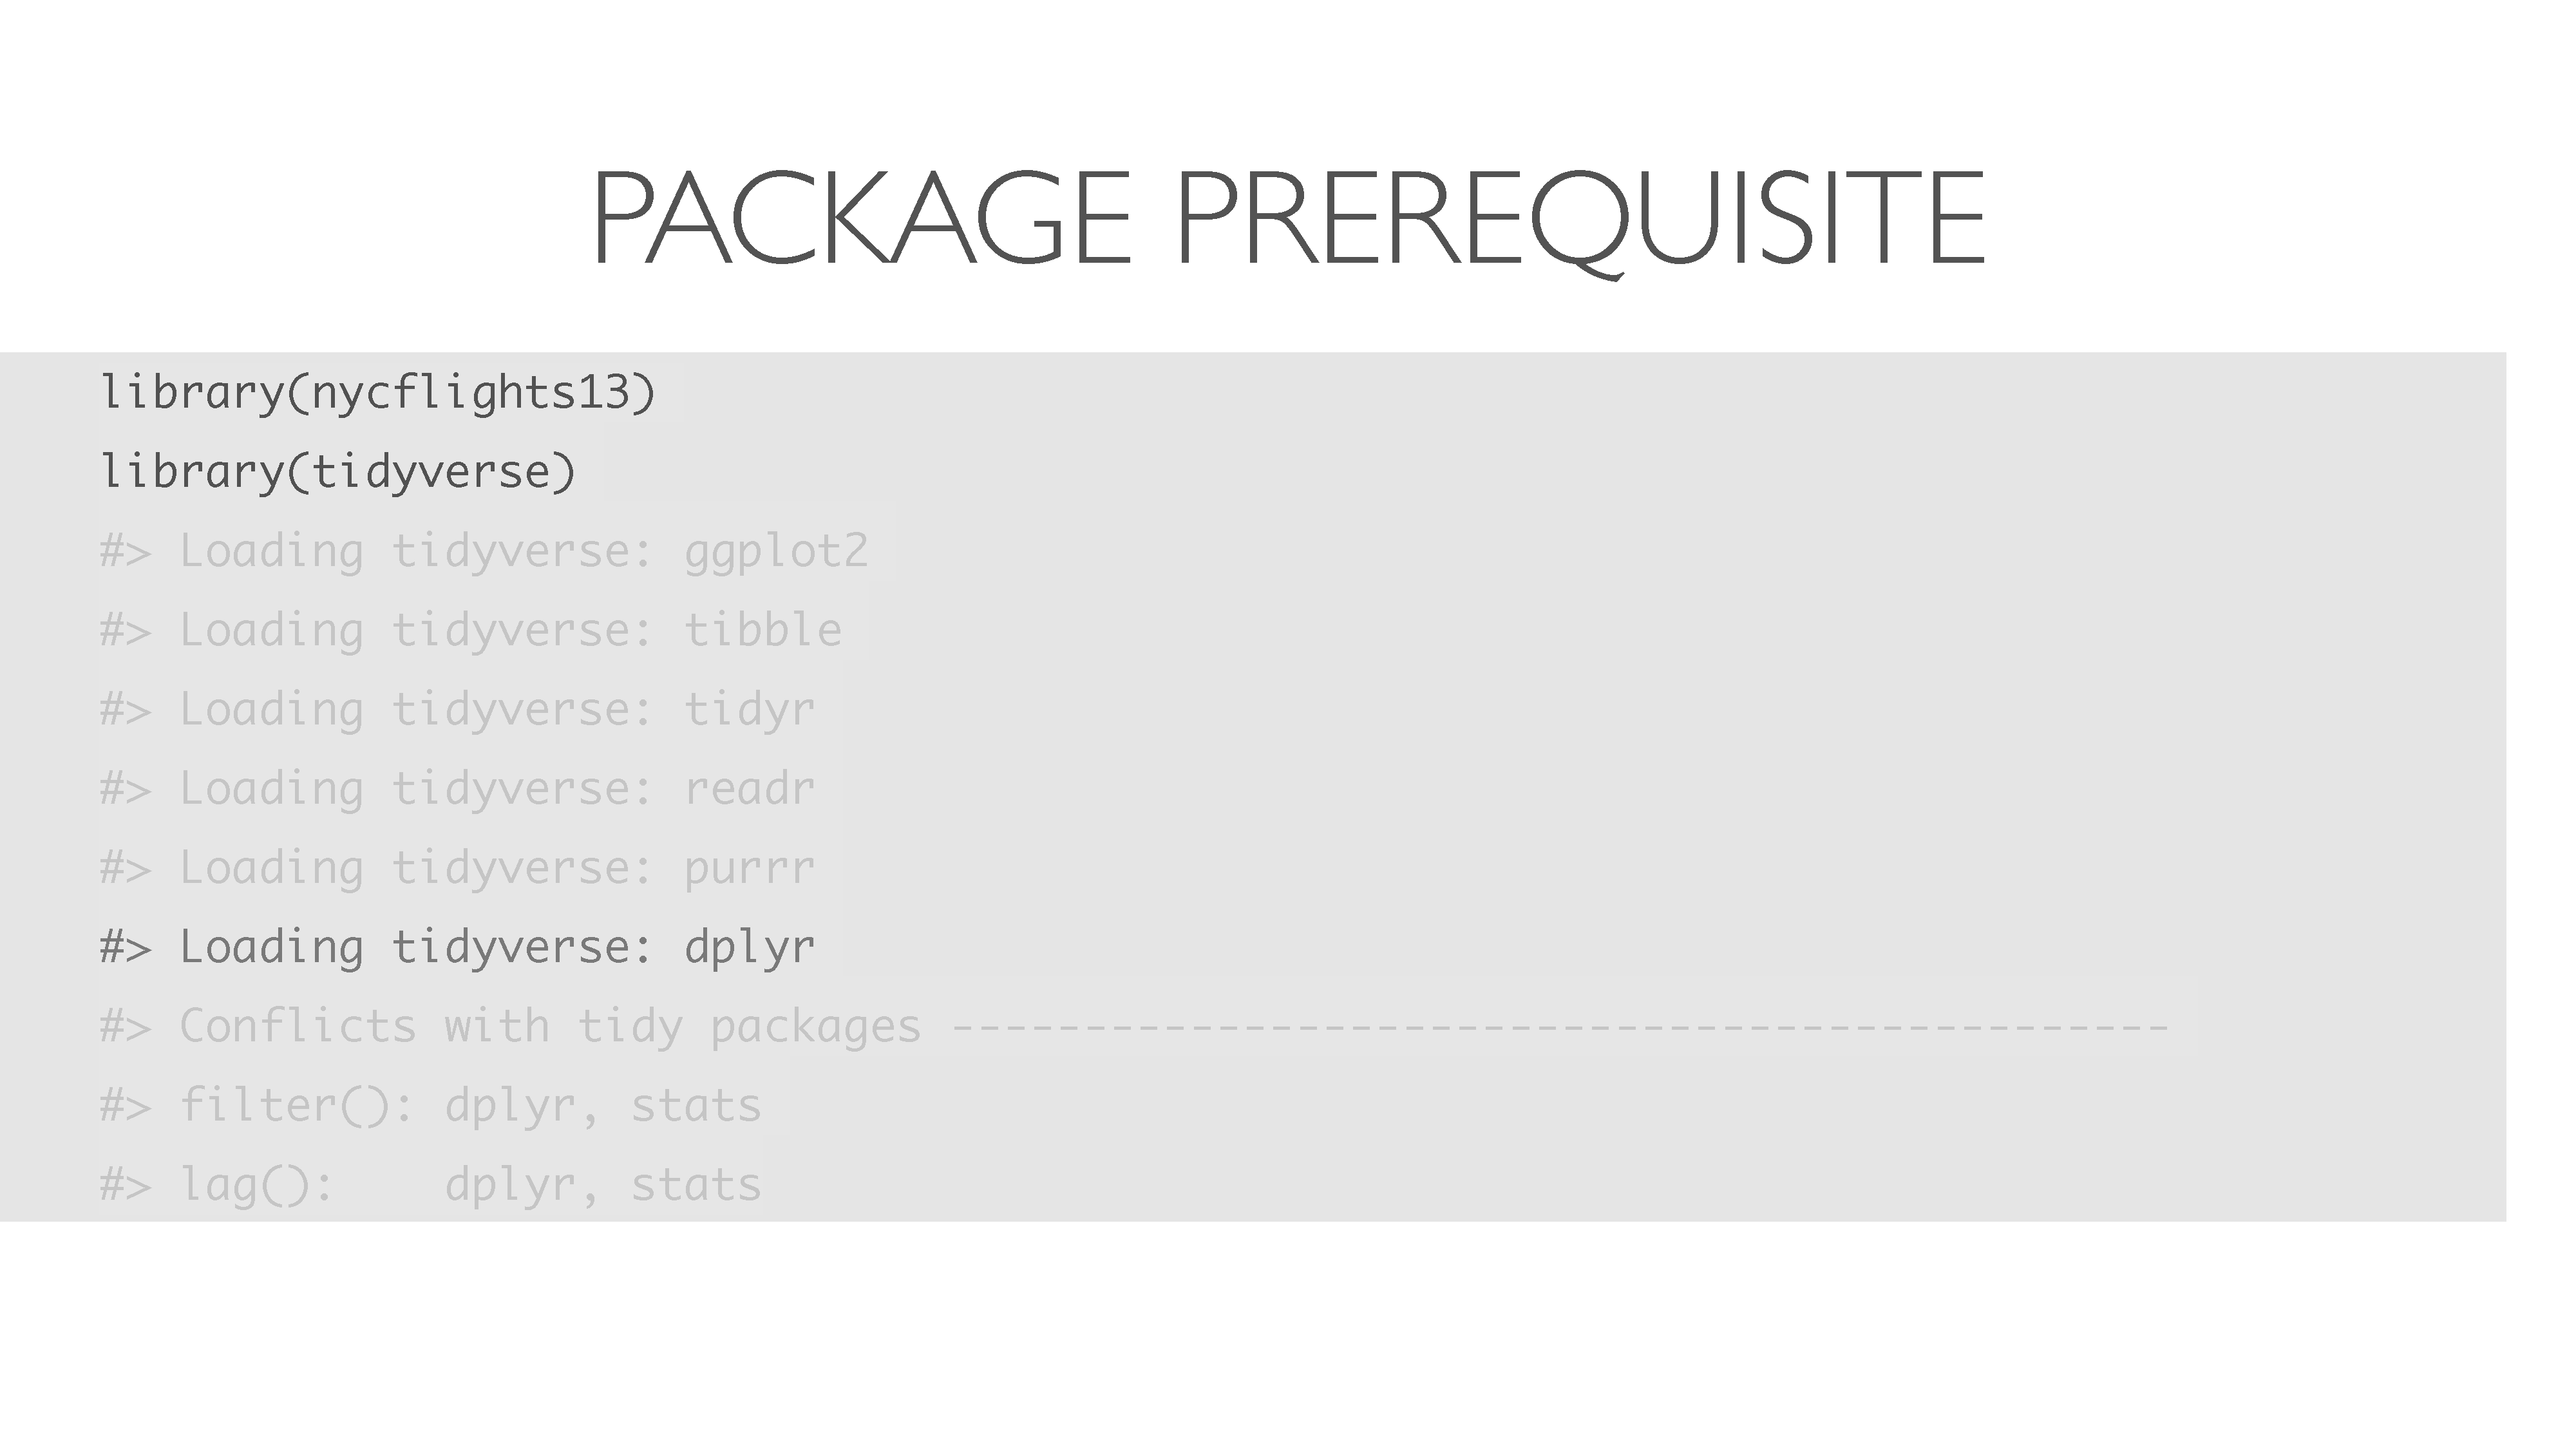 PACKAGE PREREQUISITE
library(nycflights13)
library(tidyverse)
#> Loading tidyverse: ggplot2
#> Loading tidyverse: tibble
#> Loading tidyverse: tidyr
#> Loading tidyverse: readr
#> Loading tidyverse: purrr
#> Loading tidyverse: dplyr
#> Conflicts with tidy packages ----------------------------------------------
#> filter(): dplyr, stats
#> lag():    dplyr, stats